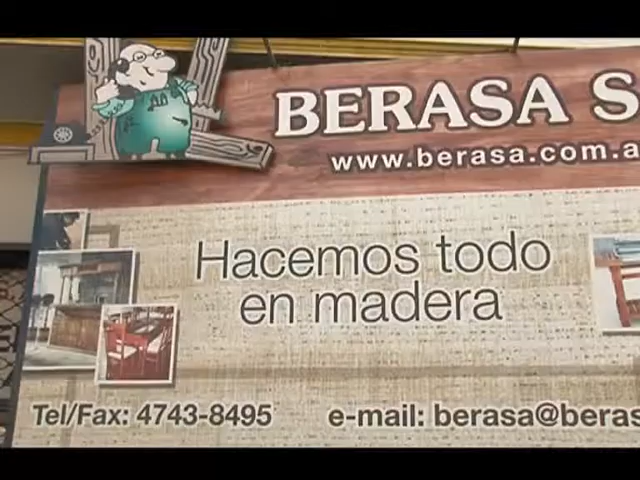 BERASA S
www.berasa.com.a
Hacemos todo
en madera
Tel/Fax: 4743-8495
e-mail: berasa@beras